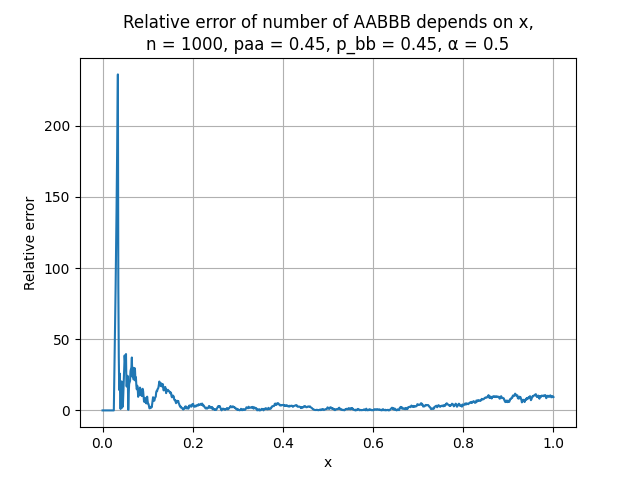 Relative error of number of AABBB depends on x,
n = 1000, paa = 0.45, p_bb = 0.45, α = 0.5
Relative error
200
150
100
50
0
0.0 0.2 0.4 0.6 0.8 1.0
x